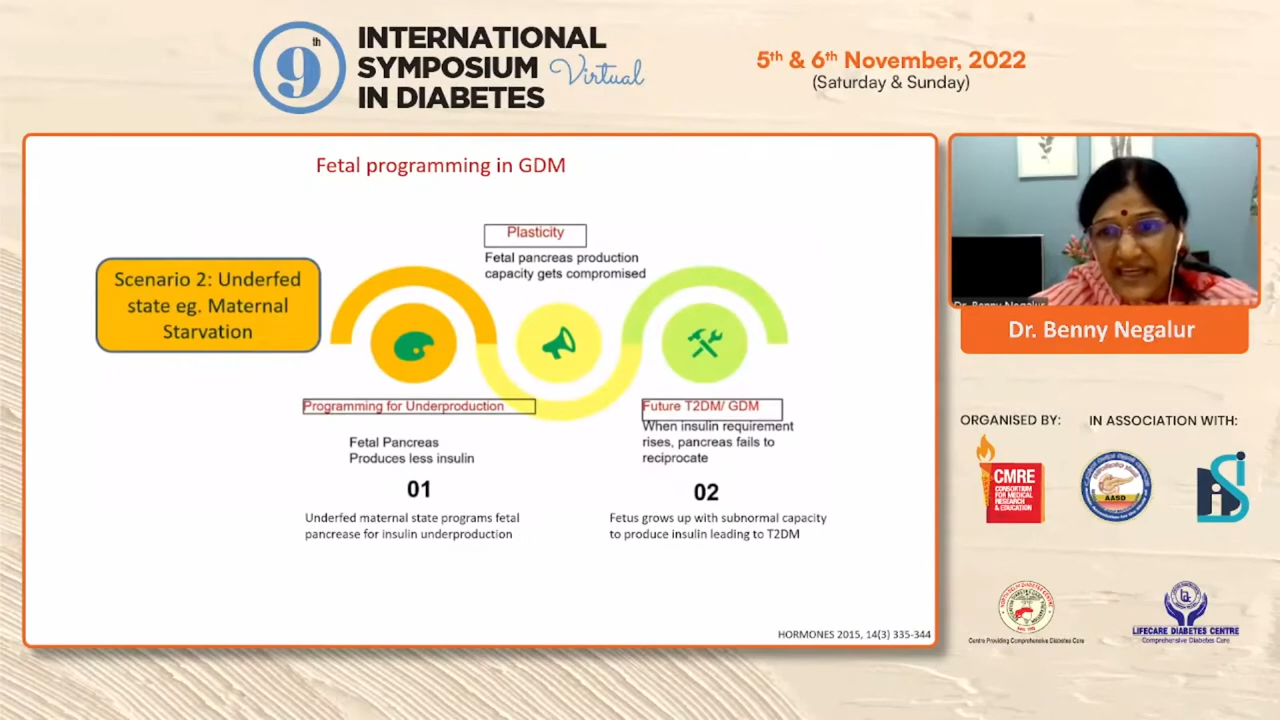 9th
INTERNATIONAL
SYMPOSIUM Virtual
IN DIABETES
5th & 6th November, 2022
(Saturday & Sunday)
Fetal programming in GDM
Plasticity
Fetal pancreas production
capacity gets compromised
Scenario 2: Underfed
state eg. Maternal
Starvation
Programming for Underproduction
Fetal Pancreas
Produces less insulin
01
Underfed maternal state programs fetal
pancrease for insulin underproduction
Future T2DM/ GDM
When insulin requirement
rises, pancreas fails to
reciprocate
02
Fetus grows up with subnormal capacity
to produce insulin leading to T2DM
HORMONES 2015, 14(3) 335-344
Dr. Benny Negalur
Dr. Benny Negalur
ORGANISED BY:
IN ASSOCIATION WITH:
CMRE
CONSORTIUM
FOR MEDICAL
RESEARCH
& EDUCATION
AASD
Centre Providing Comprehensive Diabetes Care
LIFECARE DIABETES CENTRE
Comprehensive Diabetes Care